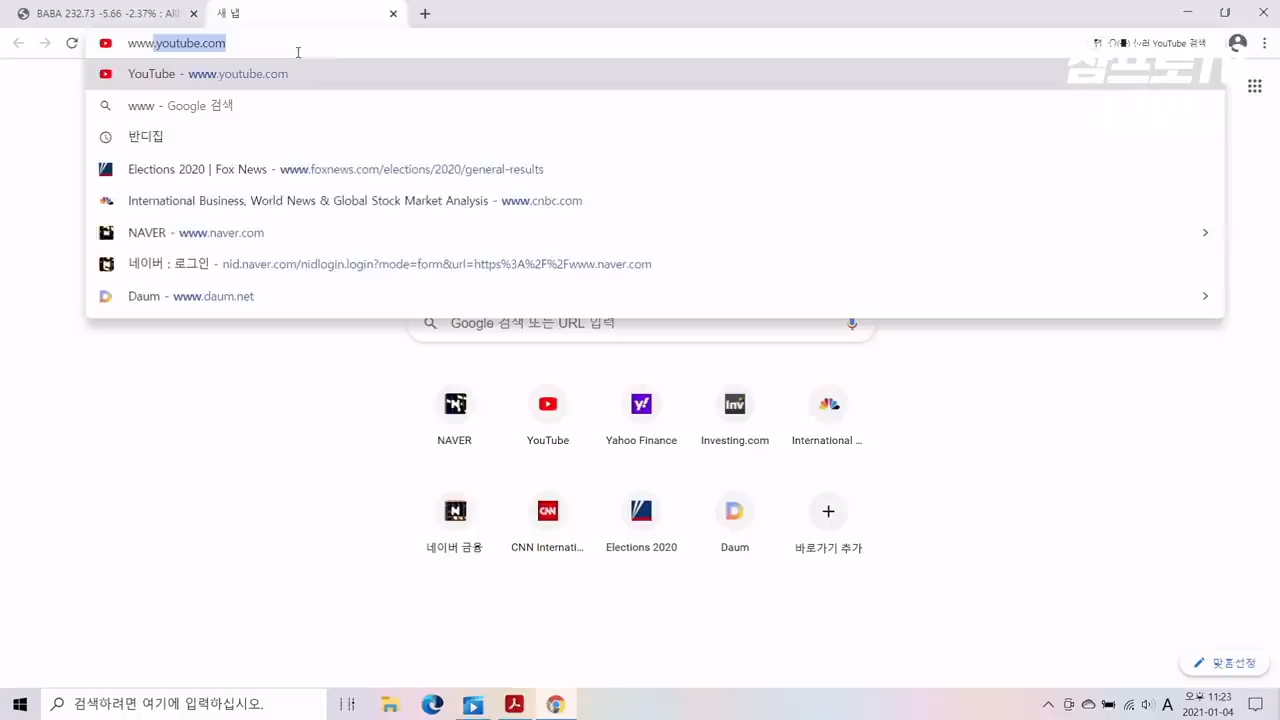 BABA 232.73 -5.66 -2.37% : Ali
새 탭
www.youtube.com
YouTube 검색
YouTube - www.youtube.com
www - Google 검색
반디집
Elections 2020 | Fox News - www.foxnews.com/elections/2020/general-results
International Business, World News & Global Stock Market Analysis - www.cnbc.com
NAVER - www.naver.com
네이버 : 로그인 - nid.naver.com/nidlogin.login?mode=form&url=https%3A%2F%2Fwww.naver.com
Daum - www.daum.net
Google 검색 또는 URL 입력
NAVER
YouTube
Yahoo Finance
Investing.com
International ...
네이버 금융
CNN Internati...
Elections 2020
Daum
바로가기 추가
맞춤설정
검색하려면 여기에 입력하십시오.
A
오후 11:23
2021-01-04